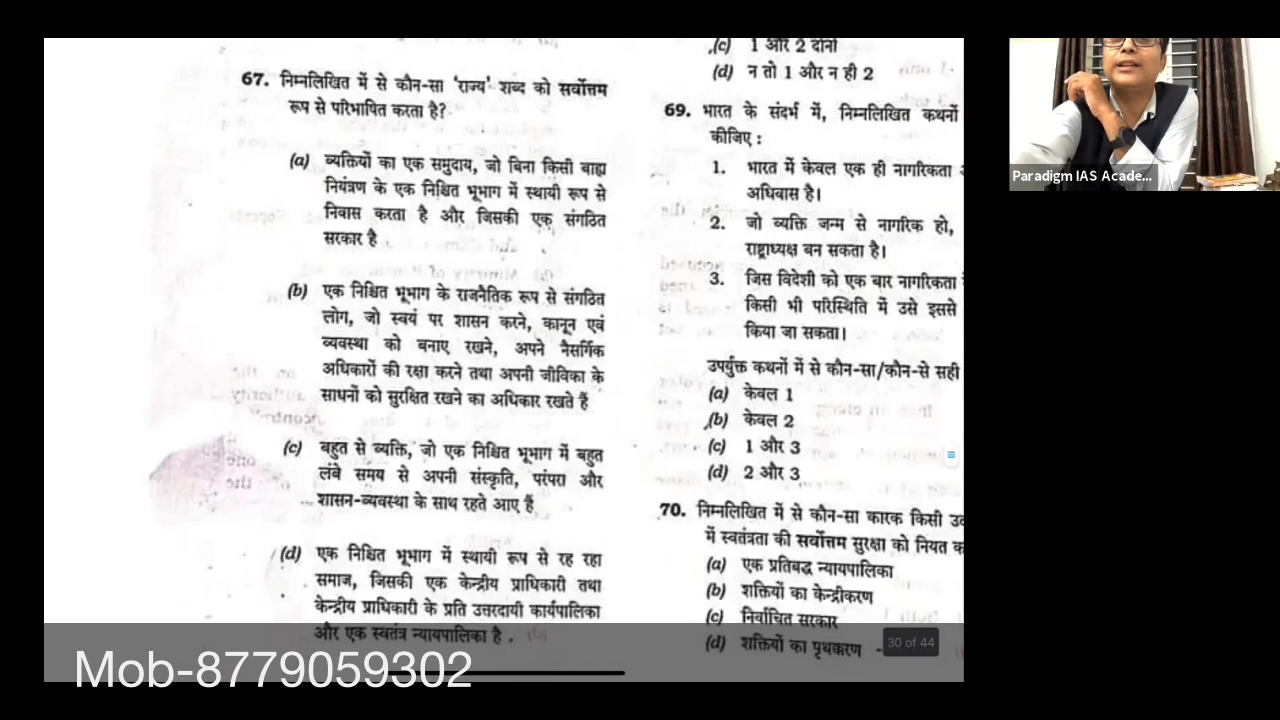 67. निम्नलिखित में से कौन-सा 'राज्य' शब्द को सर्वोत्तम
रूप से परिभाषित करता है?
(a) व्यक्तियों का एक समुदाय, जो बिना किसी बाह्य
नियंत्रण के एक निश्चित भूभाग में स्थायी रूप से
निवास करता है और जिसकी एक संगठित
सरकार है
(b) एक निश्चित भूभाग के राजनैतिक रूप से संगठित
लोग, जो स्वयं पर शासन करने, कानून एवं
व्यवस्था को बनाए रखने, अपने नैसर्गिक
अधिकारों की रक्षा करने तथा अपनी जीविका के
साधनों को सुरक्षित रखने का अधिकार रखते हैं
(c) बहुत से व्यक्ति, जो एक निश्चित भूभाग में बहुत
लंबे समय से अपनी संस्कृति, परंपरा और
शासन-व्यवस्था के साथ रहते आए हैं
(d) एक निश्चित भूभाग में स्थायी रूप से रह रहा
समाज, जिसकी एक केन्द्रीय प्राधिकारी तथा
केन्द्रीय प्राधिकारी के प्रति उत्तरदायी कार्यपालिका
और एक स्वतंत्र न्यायपालिका है
(c) 1 और 2 दोनों
(d) न तो 1 और न ही 2
69. भारत के संदर्भ में, निम्नलिखित कथनों
कीजिए :
1. भारत में केवल एक ही नागरिकता
अधिवास है।
2. जो व्यक्ति जन्म से नागरिक हो,
राष्ट्राध्यक्ष बन सकता है।
3. जिस विदेशी को एक बार नागरिकता
किसी भी परिस्थिति में उसे इससे
किया जा सकता।
उपर्युक्त कथनों में से कौन-सा/कौन-से सही
(a) केवल 1
(b) केवल 2
(c) 1 और 3
(d) 2 और 3
70. निम्नलिखित में से कौन-सा कारक किसी
में स्वतंत्रता की सर्वोत्तम सुरक्षा को नियत
(a) एक प्रतिबद्ध न्यायपालिका
(b) शक्तियों का केन्द्रीकरण
(c) निर्वाचित सरकार
(d) शक्तियों का पृथकरण
30 of 44
Mob-8779059302
Paradigm IAS Acade...